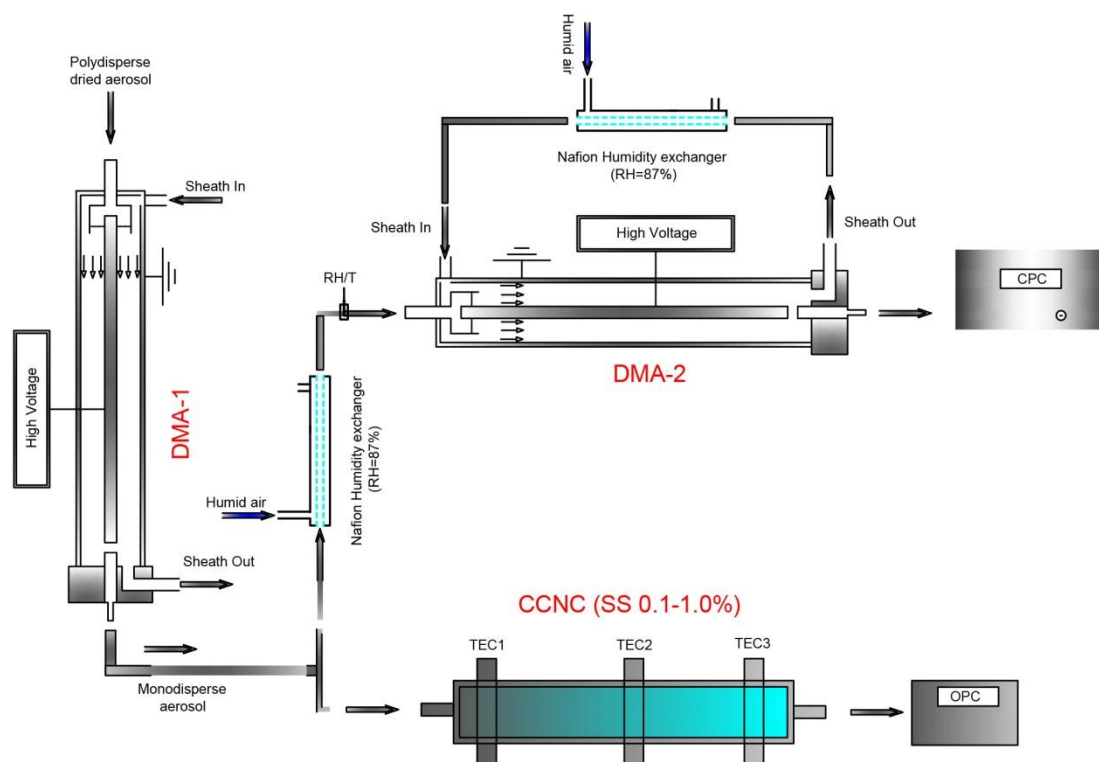 Polydisperse
dried aerosol
Sheath In
High Voltage
DMA-1
Sheath Out
Monodisperse
aerosol
Humid air
Nafion Humidity exchanger
(RH=87%)
RH/T
Humid
air
Nafion Humidity exchanger
(RH=87%)
Sheath In
High Voltage
Sheath Out
DMA-2
CPC
CCNC (SS 0.1-1.0%)
TEC1
TEC2
TEC3
OPC